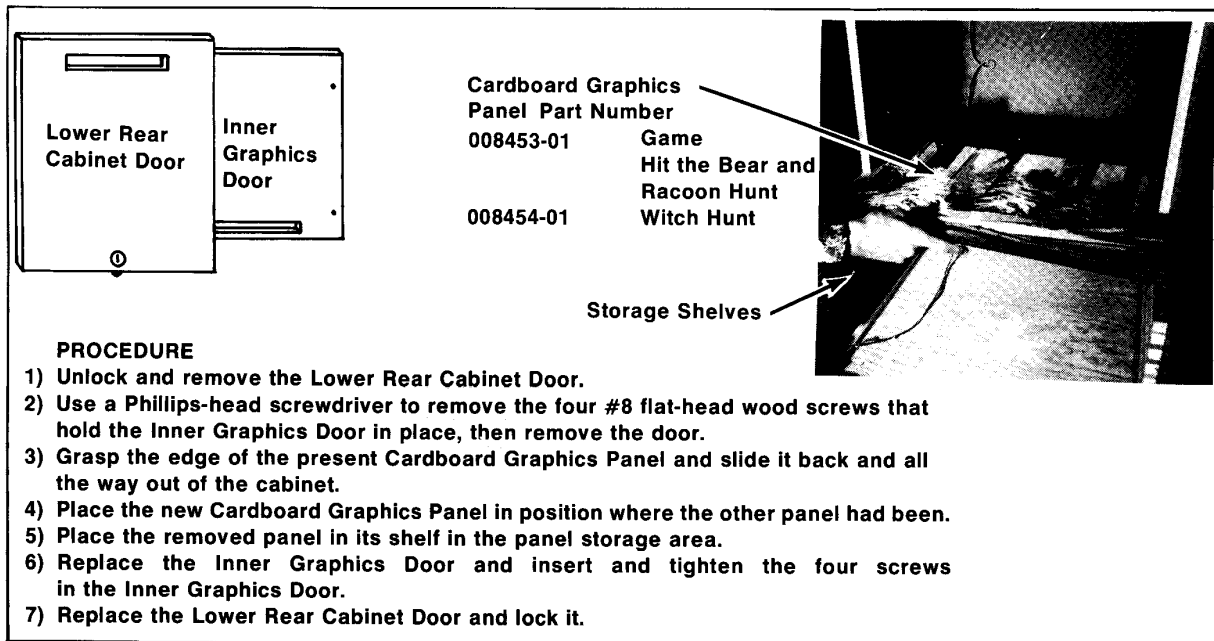 Lower Rear
Cabinet Door
Inner
Graphics
Door
Cardboard Graphics
Panel Part Number
008453-01 Game
Hit the Bear and
Racoon Hunt
008454-01 Witch Hunt
Storage Shelves
PROCEDURE
1) Unlock and remove the Lower Rear Cabinet Door.
2) Use a Phillips-head screwdriver to remove the four #8 flat-head wood screws that
hold the Inner Graphics Door in place, then remove the door.
3) Grasp the edge of the present Cardboard Graphics Panel and slide it back and all
the way out of the cabinet.
4) Place the new Cardboard Graphics Panel in position where the other panel had been.
5) Place the removed panel in its shelf in the panel storage area.
6) Replace the Inner Graphics Door and insert and tighten the four screws
in the Inner Graphics Door.
7) Replace the Lower Rear Cabinet Door and lock it.